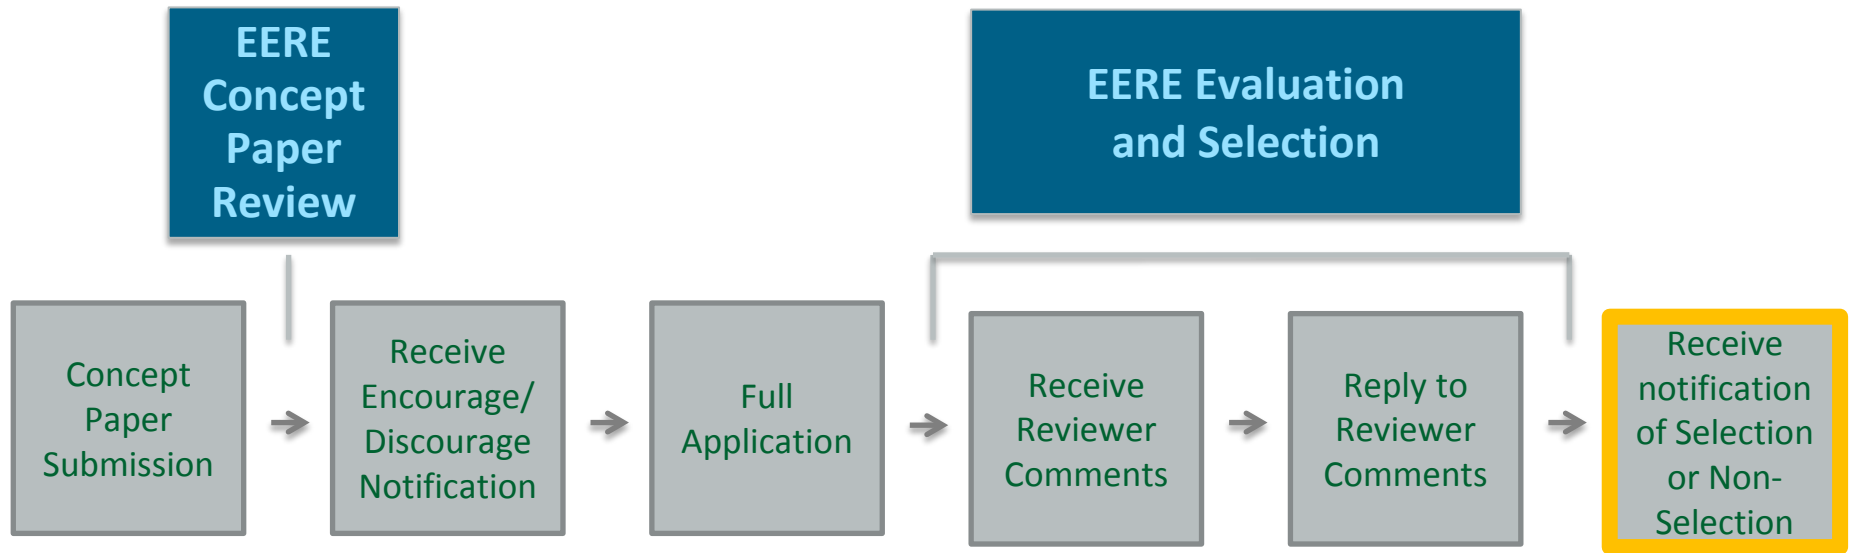 EERE
Concept
Paper
Review
EERE Evaluation
and Selection
Concept
Paper
Submission
Receive
Encourage/
Discourage
Notification
Full
Application
Receive
Reviewer
Comments
Reply to
Reviewer
Comments
Receive
notification
of Selection
or Non-
Selection